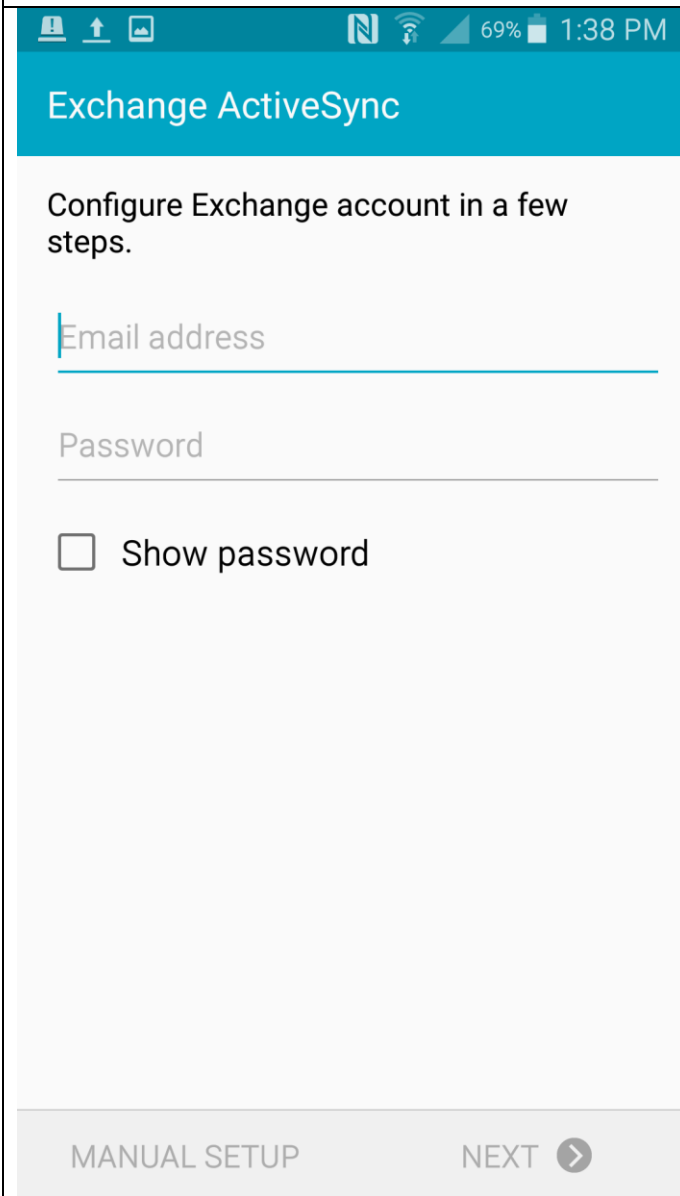 69% 1:38 PM
Exchange ActiveSync
Configure Exchange account in a few
steps.
Email address
Password
Show password
MANUAL SETUP NEXT